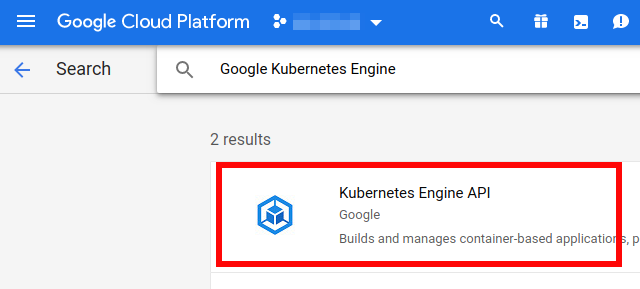 Google Cloud Platform
Search
Google Kubernetes Engine
2 results
Kubernetes Engine API
Google
Builds and manages container-based applications, p